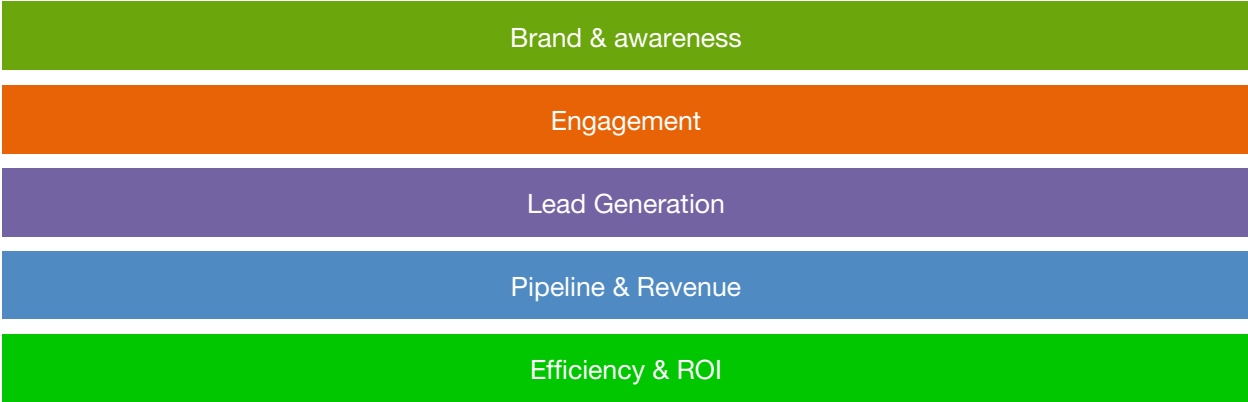 Brand & awareness
Engagement
Lead Generation
Pipeline & Revenue
Efficiency & ROI